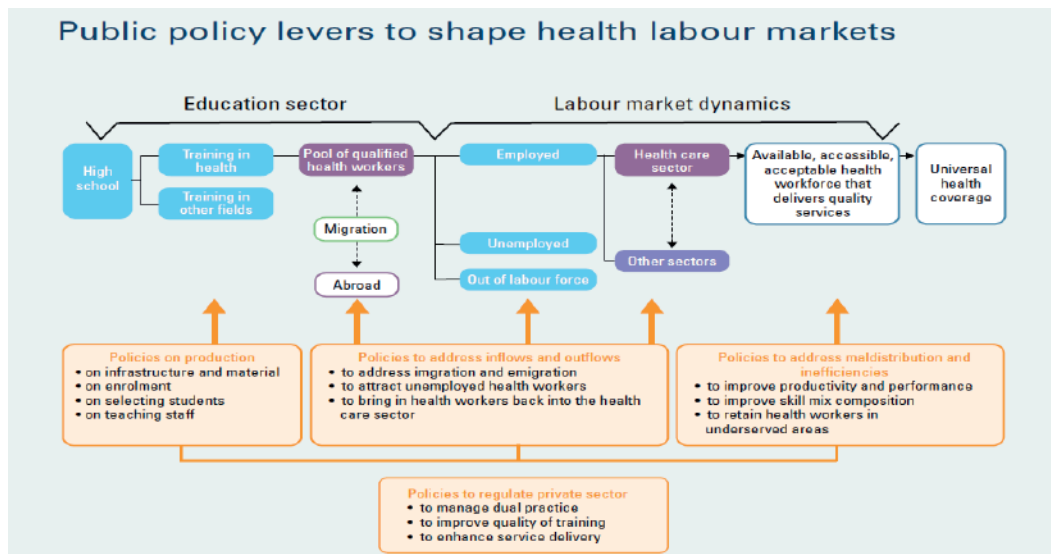 Public policy levers to shape health labour markets
Education sector
Labour market dynamics
High
school
Training in
health
Training in
other fields
Pool of qualified
health workers
Migration
Abroad
Employed
Unemployed
Out of labour force
Health care
sector
Other sectors
Available, accessible,
acceptable health
workforce that
delivers quality
services
Universal
health
coverage
Policies on production
• on infrastructure and material
• on enrolment
• on selecting students
• on teaching staff
Policies to address inflows and outflows
• to address imgration and emigration
• to attract unemployed health workers
• to bring in health workers back into the health
care sector
Policies to address maldistribution and
inefficiencies
• to improve productivity and performance
• to improve skill mix composition
• to retain health workers in
underserved areas
Policies to regulate private sector
• to manage dual practice
• to improve quality of training
• to enhance service delivery